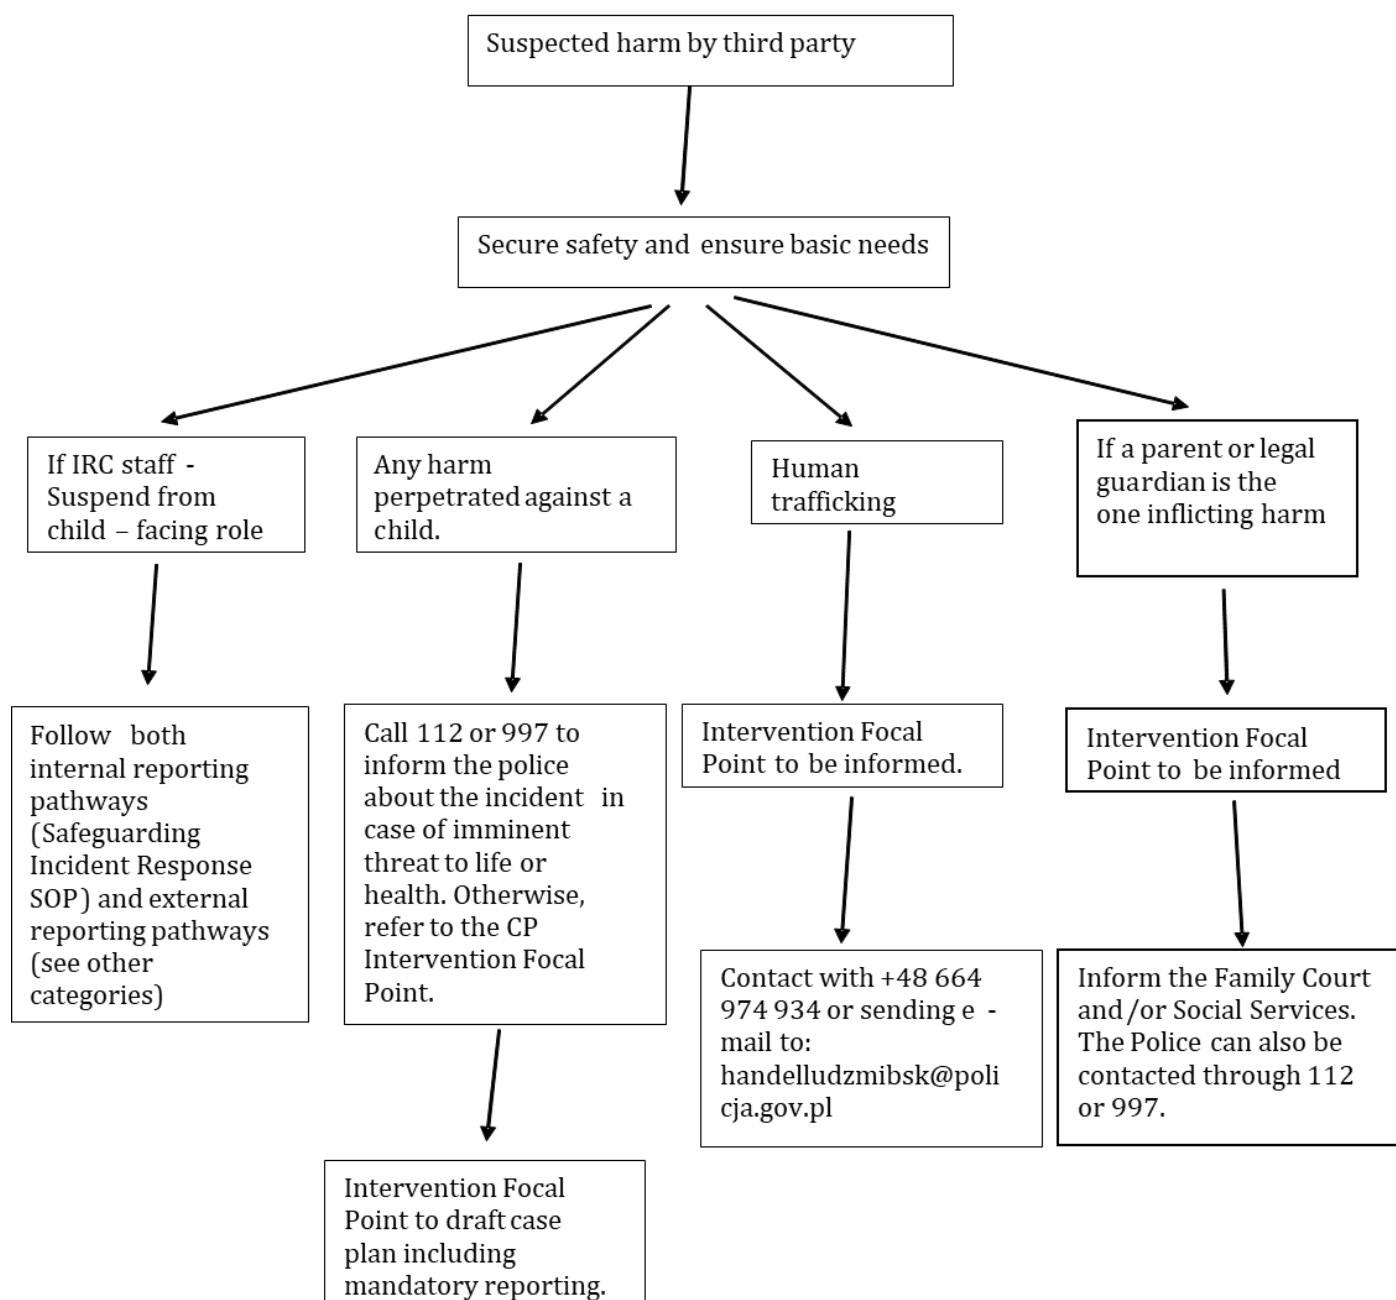 Suspected harm by third party
Secure safety and ensure basic needs
If IRC staff -
Suspend from
child – facing role
Any harm
perpetrated against a
child.
Human
trafficking
If a parent or legal
guardian is the
one inflicting harm
Follow both
internal reporting
pathways
(Safeguarding
Incident Response
SOP) and external
reporting pathways
(see other
categories)
Call 112 or 997 to
inform the police
about the incident in
case of imminent
threat to life or
health. Otherwise,
refer to the CP
Intervention Focal
Point.
Intervention Focal
Point to be informed.
Intervention Focal
Point to be informed
Contact with +48 664
974 934 or sending e -
mail to:
handelludzmibsk@poli
cja.gov.pl
Inform the Family Court
and/or Social Services.
The Police can also be
contacted through 112
or 997.
Intervention Focal
Point to draft case
plan including
mandatory reporting.